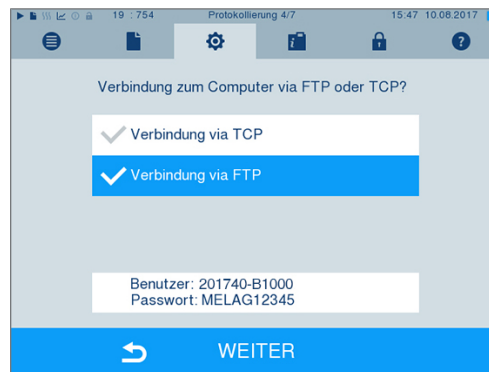 19 : 754 Protokollierung 4/7 15:47 10.08.2017
Verbindung zum Computer via FTP oder TCP?
Verbindung via TCP
Verbindung via FTP
Benutzer: 201740-B1000
Passwort: MELAG12345
WEITER